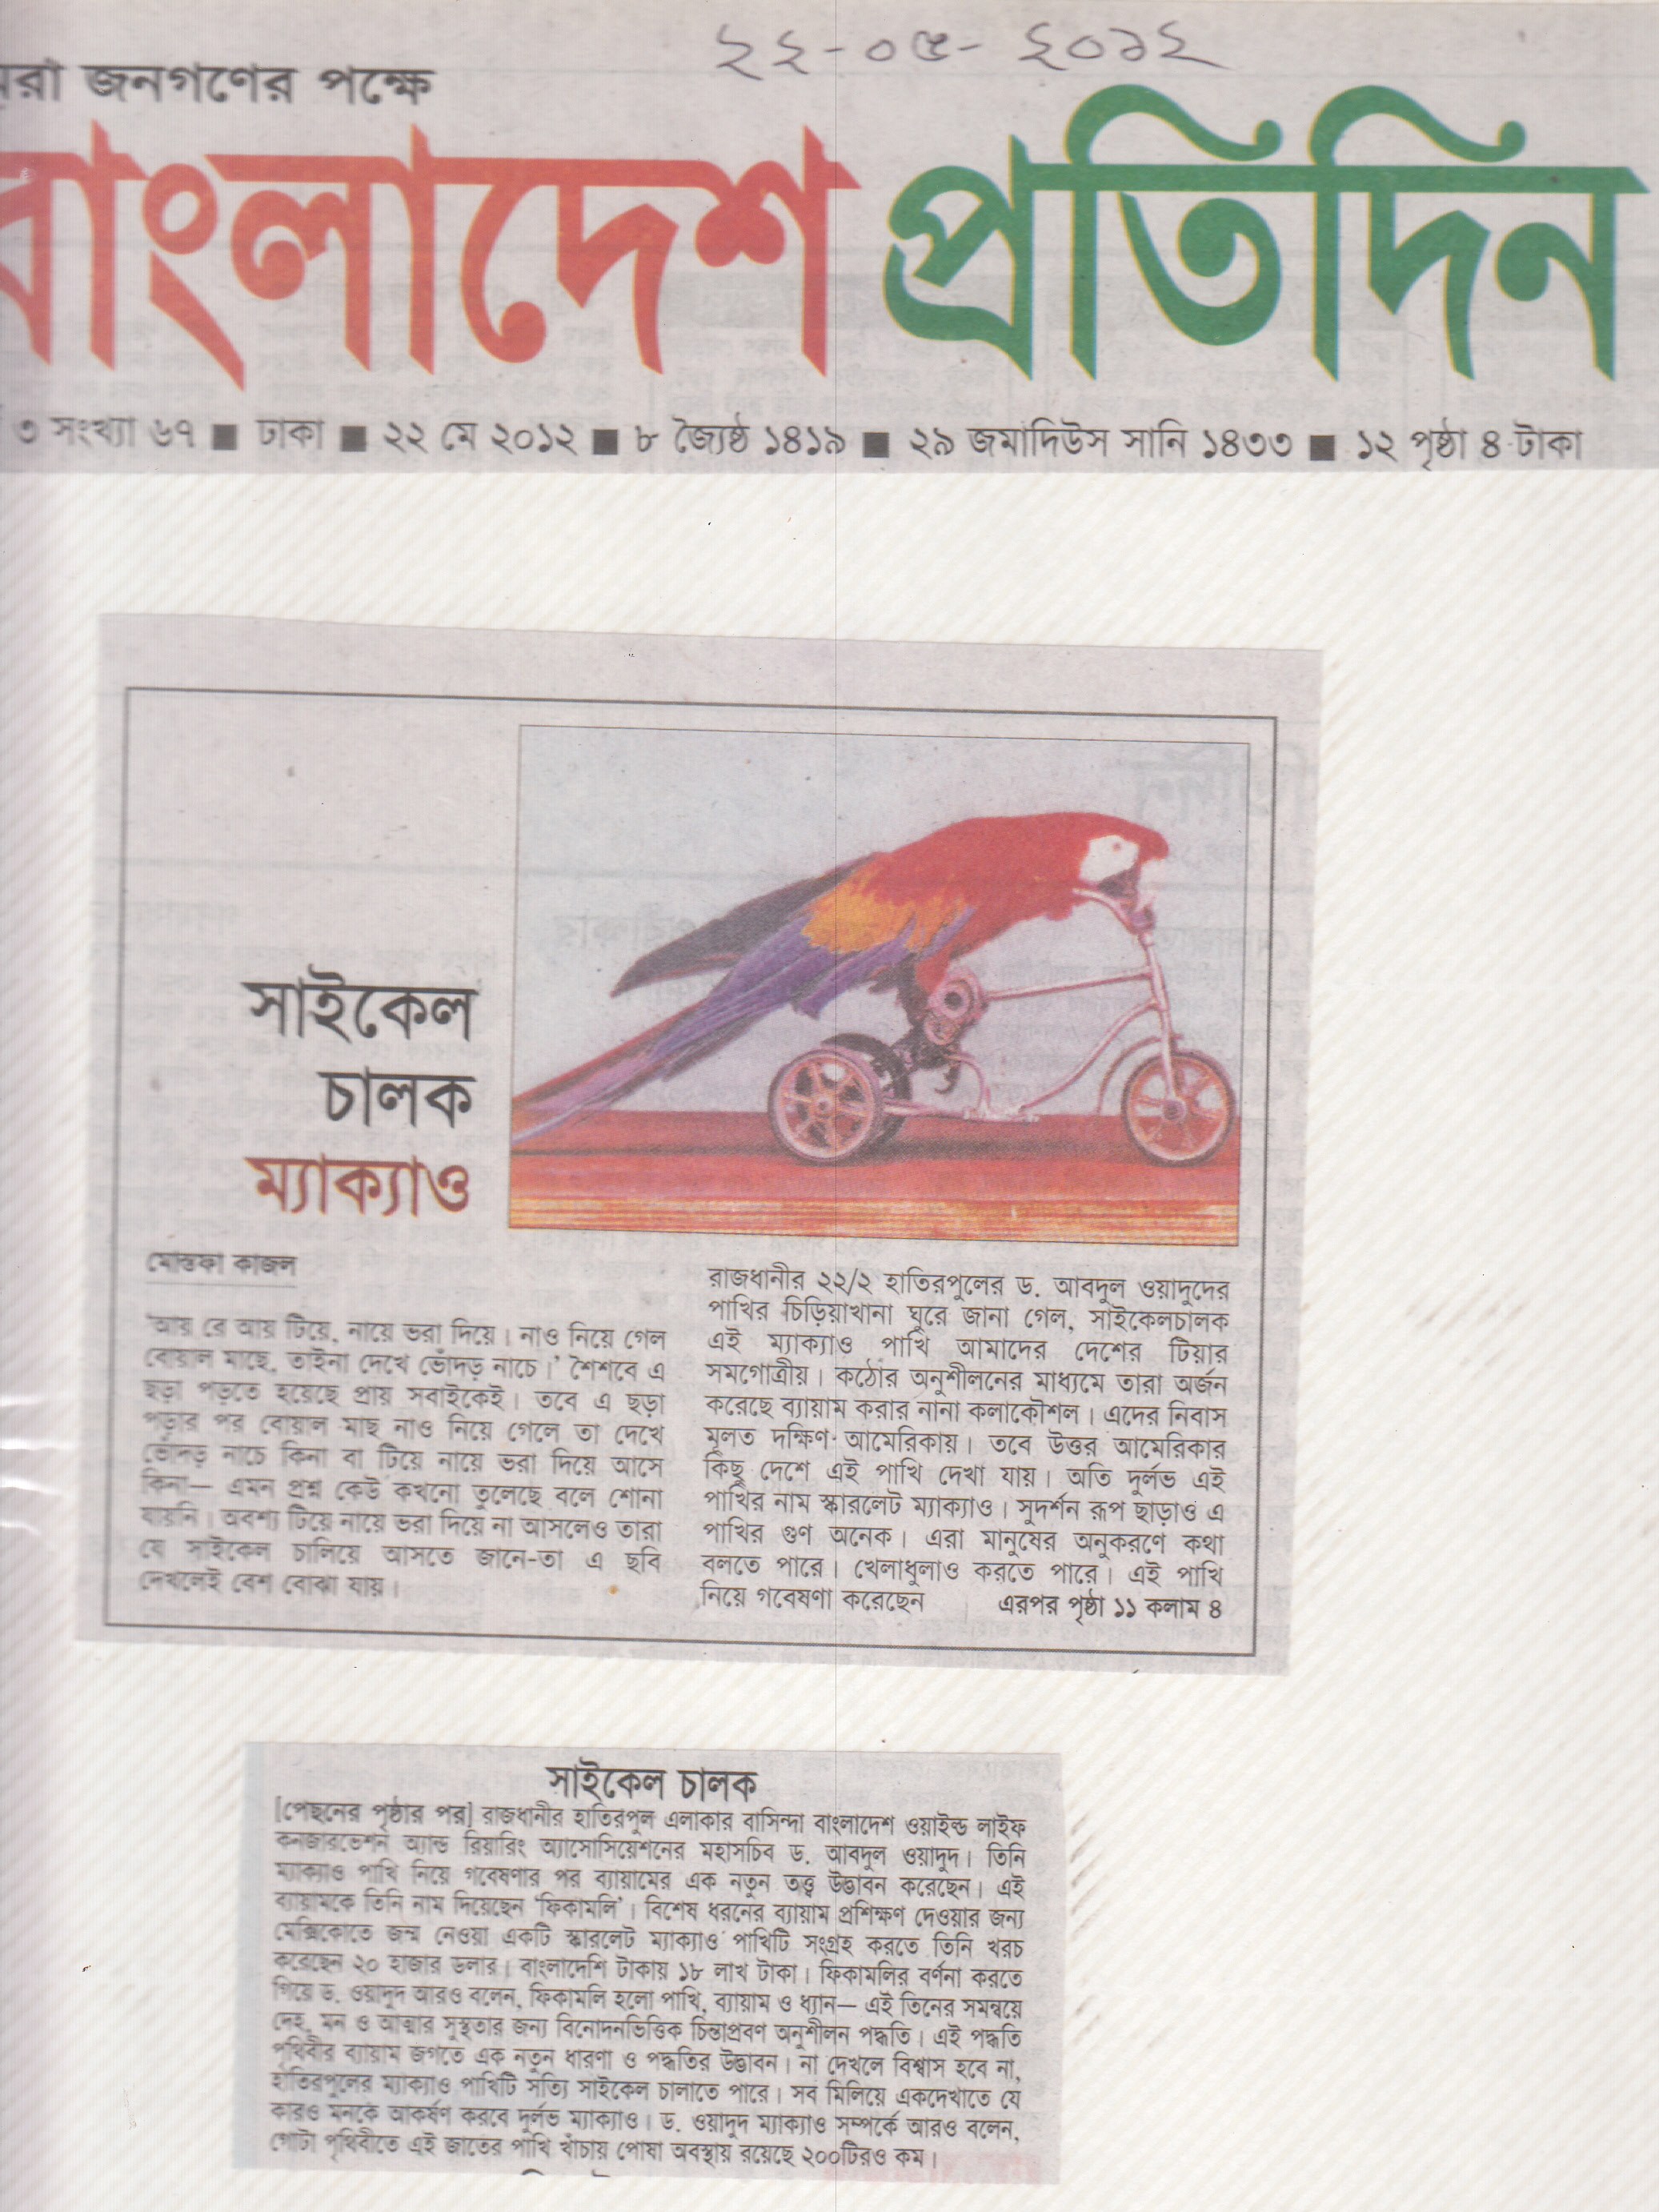 ২২-০৫-২০১২
রা জনগণের পক্ষে
বাংলাদেশ প্রতিদিন
৩ সংখ্যা ৬৭ ■ ঢাকা ■ ২২ মে ২০১২ ■ ৮ জ্যৈষ্ঠ ১৪১৯ ■ ২৯ জমাদিউস সানি ১৪৩৩ ■ ১২ পৃষ্ঠা ৪ টাকা
সাইকেল
চালক
ম্যাক্যাও
মোস্তফা কাজল
'আয় রে আয় টিয়ে, নায়ে ভরা দিয়ে। নাও নিয়ে গেল
বোয়াল মাছে, তাইনা দেখে ভোঁদড় নাচে।' শৈশবে এ
ছড়া পড়তে হয়েছে প্রায় সবাইকেই। তবে এ ছড়া
পড়ার পর বোয়াল মাছ নাও নিয়ে গেলে তা দেখে
ভোঁদড় নাচে কিনা বা টিয়ে নায়ে ভরা দিয়ে আসে
কিনা— এমন প্রশ্ন কেউ কখনো তুলেছে বলে শোনা
যায়নি। অবশ্য টিয়ে নায়ে ভরা দিয়ে না আসলেও তারা
যে সাইকেল চালিয়ে আসতে জানে-তা এ ছবি
দেখলেই বেশ বোঝা যায়।
রাজধানীর ২২/২ হাতিরপুলের ড. আবদুল ওয়াদুদের
পাখির চিড়িয়াখানা ঘুরে জানা গেল, সাইকেলচালক
এই ম্যাক্যাও পাখি আমাদের দেশের টিয়ার
সমগোত্রীয়। কঠোর অনুশীলনের মাধ্যমে তারা অর্জন
করেছে ব্যায়াম করার নানা কলাকৌশল। এদের নিবাস
মূলত দক্ষিণ আমেরিকায়। তবে উত্তর আমেরিকার
কিছু দেশে এই পাখি দেখা যায়। অতি দুর্লভ এই
পাখির নাম স্কারলেট ম্যাক্যাও। সুদর্শন রূপ ছাড়াও এ
পাখির গুণ অনেক। এরা মানুষের অনুকরণে কথা
বলতে পারে। খেলাধুলাও করতে পারে। এই পাখি
নিয়ে গবেষণা করেছেন এরপর পৃষ্ঠা ১১ কলাম ৪
সাইকেল চালক
[পেছনের পৃষ্ঠার পর] রাজধানীর হাতিরপুল এলাকার বাসিন্দা বাংলাদেশ ওয়াইল্ড লাইফ
কনজারভেশন অ্যান্ড রিয়ারিং অ্যাসোসিয়েশনের মহাসচিব ড. আবদুল ওয়াদুদ। তিনি
ম্যাক্যাও পাখি নিয়ে গবেষণার পর ব্যায়ামের এক নতুন তত্ত্ব উদ্ভাবন করেছেন। এই
ব্যায়ামকে তিনি নাম দিয়েছেন 'ফিকামলি'। বিশেষ ধরনের ব্যায়াম প্রশিক্ষণ দেওয়ার জন্য
মেক্সিকোতে জন্ম নেওয়া একটি স্কারলেট ম্যাক্যাও পাখিটি সংগ্রহ করতে তিনি খরচ
করেছেন ২০ হাজার ডলার। বাংলাদেশি টাকায় ১৮ লাখ টাকা। ফিকামলির বর্ণনা করতে
গিয়ে ড. ওয়াদুদ আরও বলেন, ফিকামলি হলো পাখি, ব্যায়াম ও ধ্যান— এই তিনের সমন্বয়ে
দেহ, মন ও আত্মার সুস্থতার জন্য বিনোদনভিত্তিক চিন্তাপ্রবণ অনুশীলন পদ্ধতি। এই পদ্ধতি
পৃথিবীর ব্যায়াম জগতে এক নতুন ধারণা ও পদ্ধতির উদ্ভাবন। না দেখলে বিশ্বাস হবে না,
হাতিরপুলের ম্যাক্যাও পাখিটি সত্যি সাইকেল চালাতে পারে। সব মিলিয়ে একদেখাতে যে
কারও মনকে আকর্ষণ করবে দুর্লভ ম্যাক্যাও। ড. ওয়াদুদ ম্যাক্যাও সম্পর্কে আরও বলেন,
গোটা পৃথিবীতে এই জাতের পাখি খাঁচায় পোষা অবস্থায় রয়েছে ২০০টিরও কম।